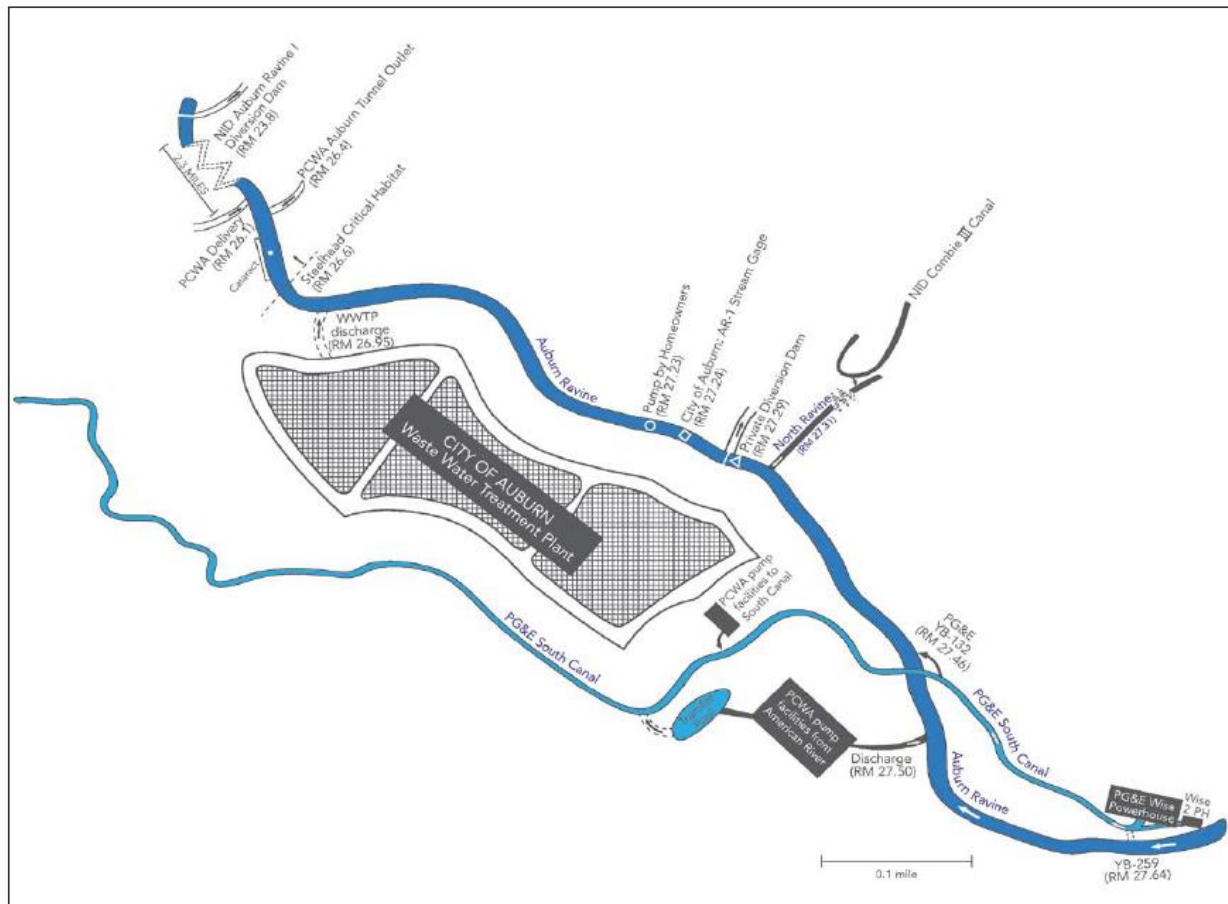 NID Auburn Ravine I
Diversion Dam
(RM 23.8)
2.3 MILES
PCWA Auburn Tunnel Outlet
(RM 26.4)
PCWA Delivery
(RM 26.1)
Cataract
Steelhead Critical Habitat
(RM 26.6)
WWTP
discharge
(RM 26.95)
Auburn Ravine
Pump by Homeowners
(RM 27.23)
City of Auburn: AR-1 Stream Gage
(RM 27.24)
Private Diversion Dam
(RM 27.29)
North Ravine
(RM 27.31)
NID Combie III Canal
CITY OF AUBURN
Waste Water Treatment Plant
PCWA pump
facilities to
South Canal
PG&E
YB-132
(RM 27.46)
PG&E South Canal
PCWA pump
facilities from
American River
Discharge
(RM 27.50)
PG&E South Canal
Auburn Ravine
PG&E Wise
Powerhouse
Wise
2 PH
YB-259
(RM 27.64)
0.1 mile